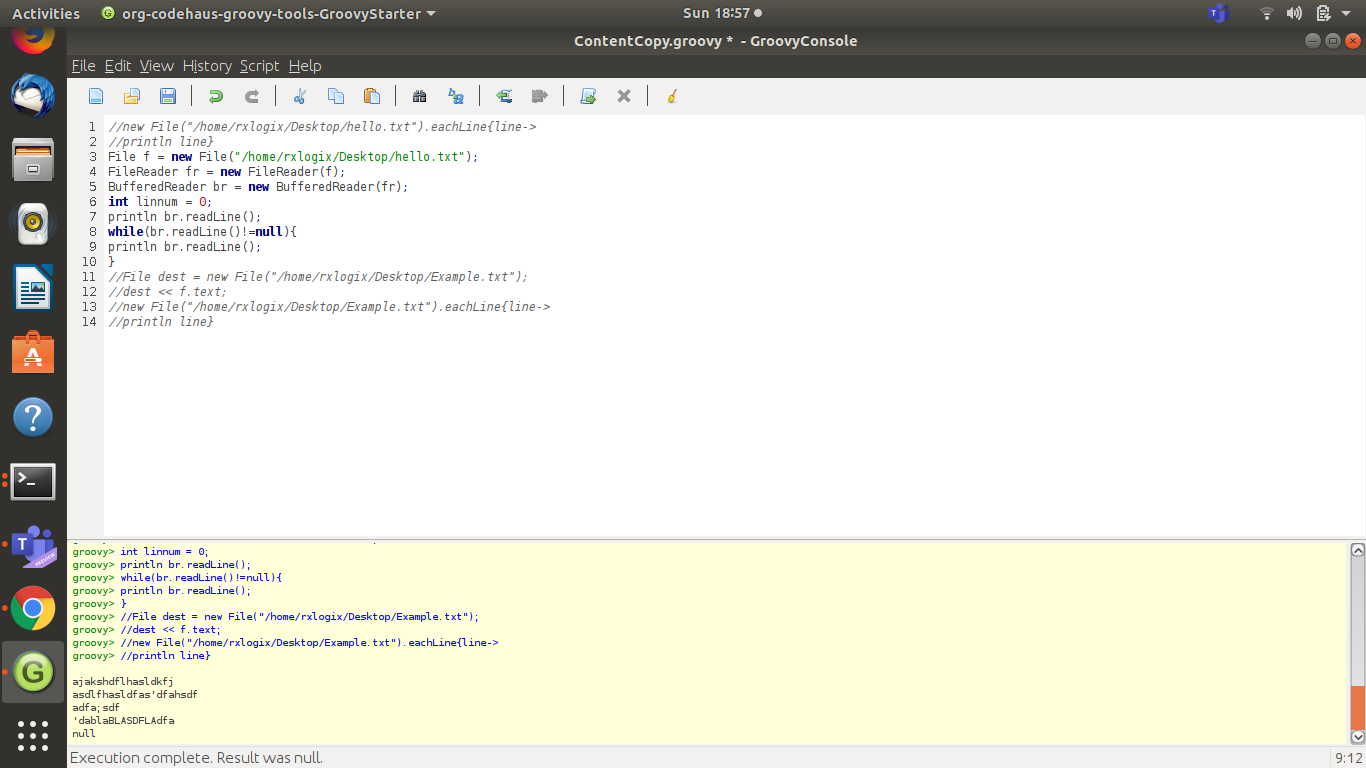 Activities org-codehaus-groovy-tools-GroovyStarter Sun 18:57
ContentCopy.groovy * - GroovyConsole
File Edit View History Script Help
1 //new File("/home/rxlogix/Desktop/hello.txt").eachLine{line->
2 //println line}
3 File f = new File("/home/rxlogix/Desktop/hello.txt");
4 FileReader fr = new FileReader(f);
5 BufferedReader br = new BufferedReader(fr);
6 int linnum = 0;
7 println br.readLine();
8 while(br.readLine()!=null){
9 println br.readLine();
10 }
11 //File dest = new File("/home/rxlogix/Desktop/Example.txt");
12 //dest << f.text;
13 //new File("/home/rxlogix/Desktop/Example.txt").eachLine{line->
14 //println line}
groovy> int linnum = 0;
groovy> println br.readLine();
groovy> while(br.readLine()!=null){
groovy> println br.readLine();
groovy> }
groovy> //File dest = new File("/home/rxlogix/Desktop/Example.txt");
groovy> //dest << f.text;
groovy> //new File("/home/rxlogix/Desktop/Example.txt").eachLine{line->
groovy> //println line}
ajakshdflhasldkfj
asdlfhasldfas'dfahsdf
adfa;sdf
'dablaBLASDFLAdfa
null
Execution complete. Result was null. 9:12